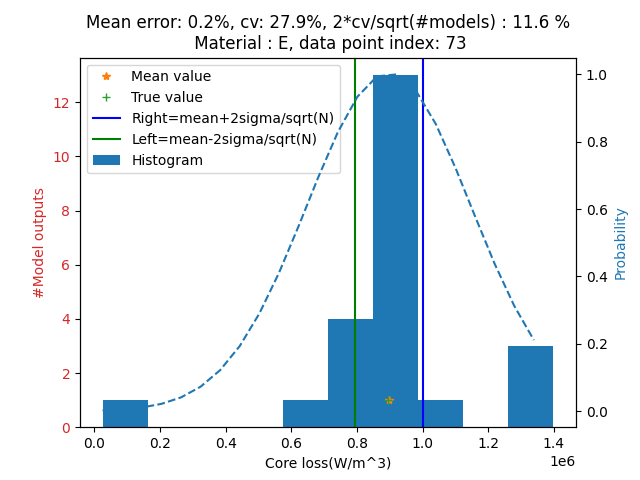 Mean error: 0.2%, cv: 27.9%, 2*cv/sqrt(#models) : 11.6 %
Material : E, data point index: 73
Mean value
True value
Right=mean+2sigma/sqrt(N)
Left=mean-2sigma/sqrt(N)
Histogram
#Model outputs
12
10
8
6
4
2
0
1.0
0.8
0.6
0.4
0.2
0.0
Probability
0.0 0.2 0.4 0.6 0.8 1.0 1.2 1.4
1e6
Core loss(W/m^3)